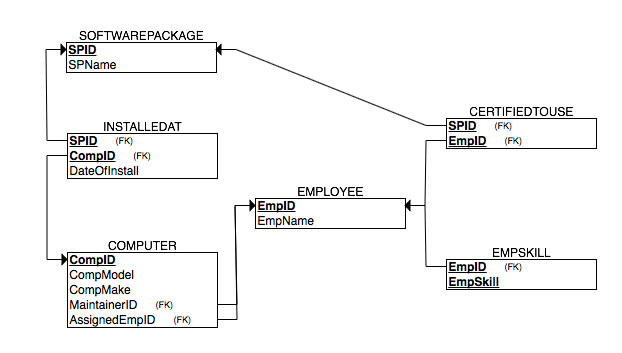 SOFTWAREPACKAGE
SPID
SPName
CERTIFIEDTOUSE
SPID (FK)
EmpID (FK)
INSTALLEDAT
SPID (FK)
CompID (FK)
DateOfInstall
EMPLOYEE
EmpID
EmpName
COMPUTER
CompID
CompModel
CompMake
MaintainerID (FK)
AssignedEmpID (FK)
EMPSKILL
EmpID (FK)
EmpSkill